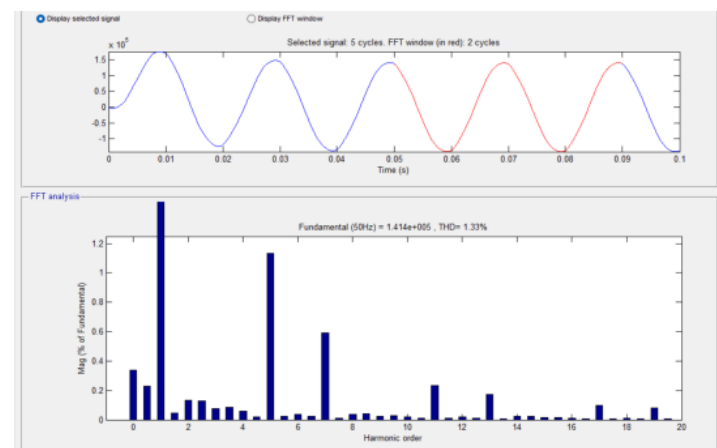 Display selected signal
Display FFT window
Selected signal: 5 cycles. FFT window (in red): 2 cycles
x 10^5
1.5
1
0.5
0
-0.5
-1
0 0.01 0.02 0.03 0.04 0.05 0.06 0.07 0.08 0.09 0.1
Time (s)
FFT analysis
Fundamental (50Hz) = 1.414e+005 , THD= 1.33%
Mag (% of Fundamental)
1.2
1
0.8
0.6
0.4
0.2
0
0 2 4 6 8 10 12 14 16 18 20
Harmonic order